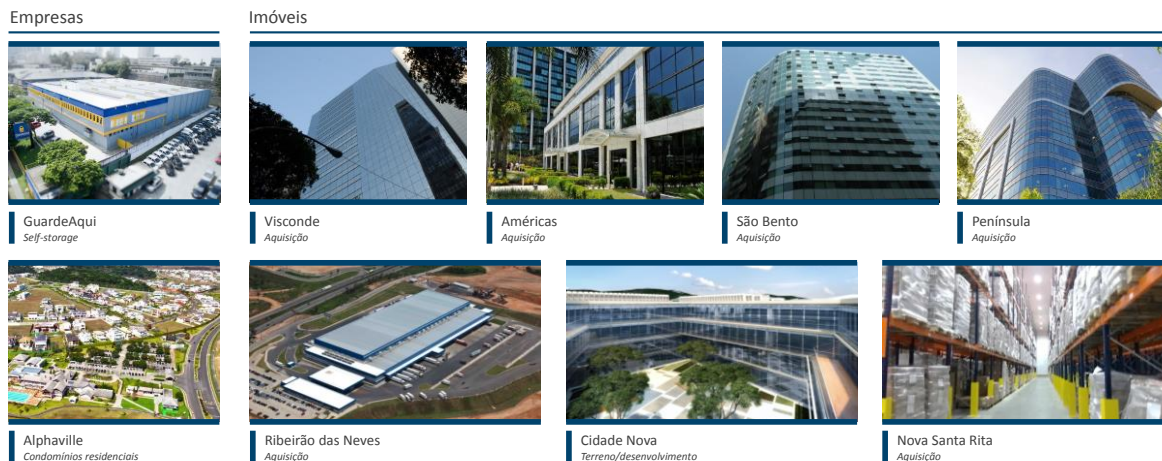 Empresas
Imóveis
GuardeAqui
Self-storage
Visconde
Aquisição
Américas
Aquisição
São Bento
Aquisição
Península
Aquisição
Alphaville
Condomínios residenciais
Ribeirão das Neves
Aquisição
Cidade Nova
Terreno/desenvolvimento
Nova Santa Rita
Aquisição